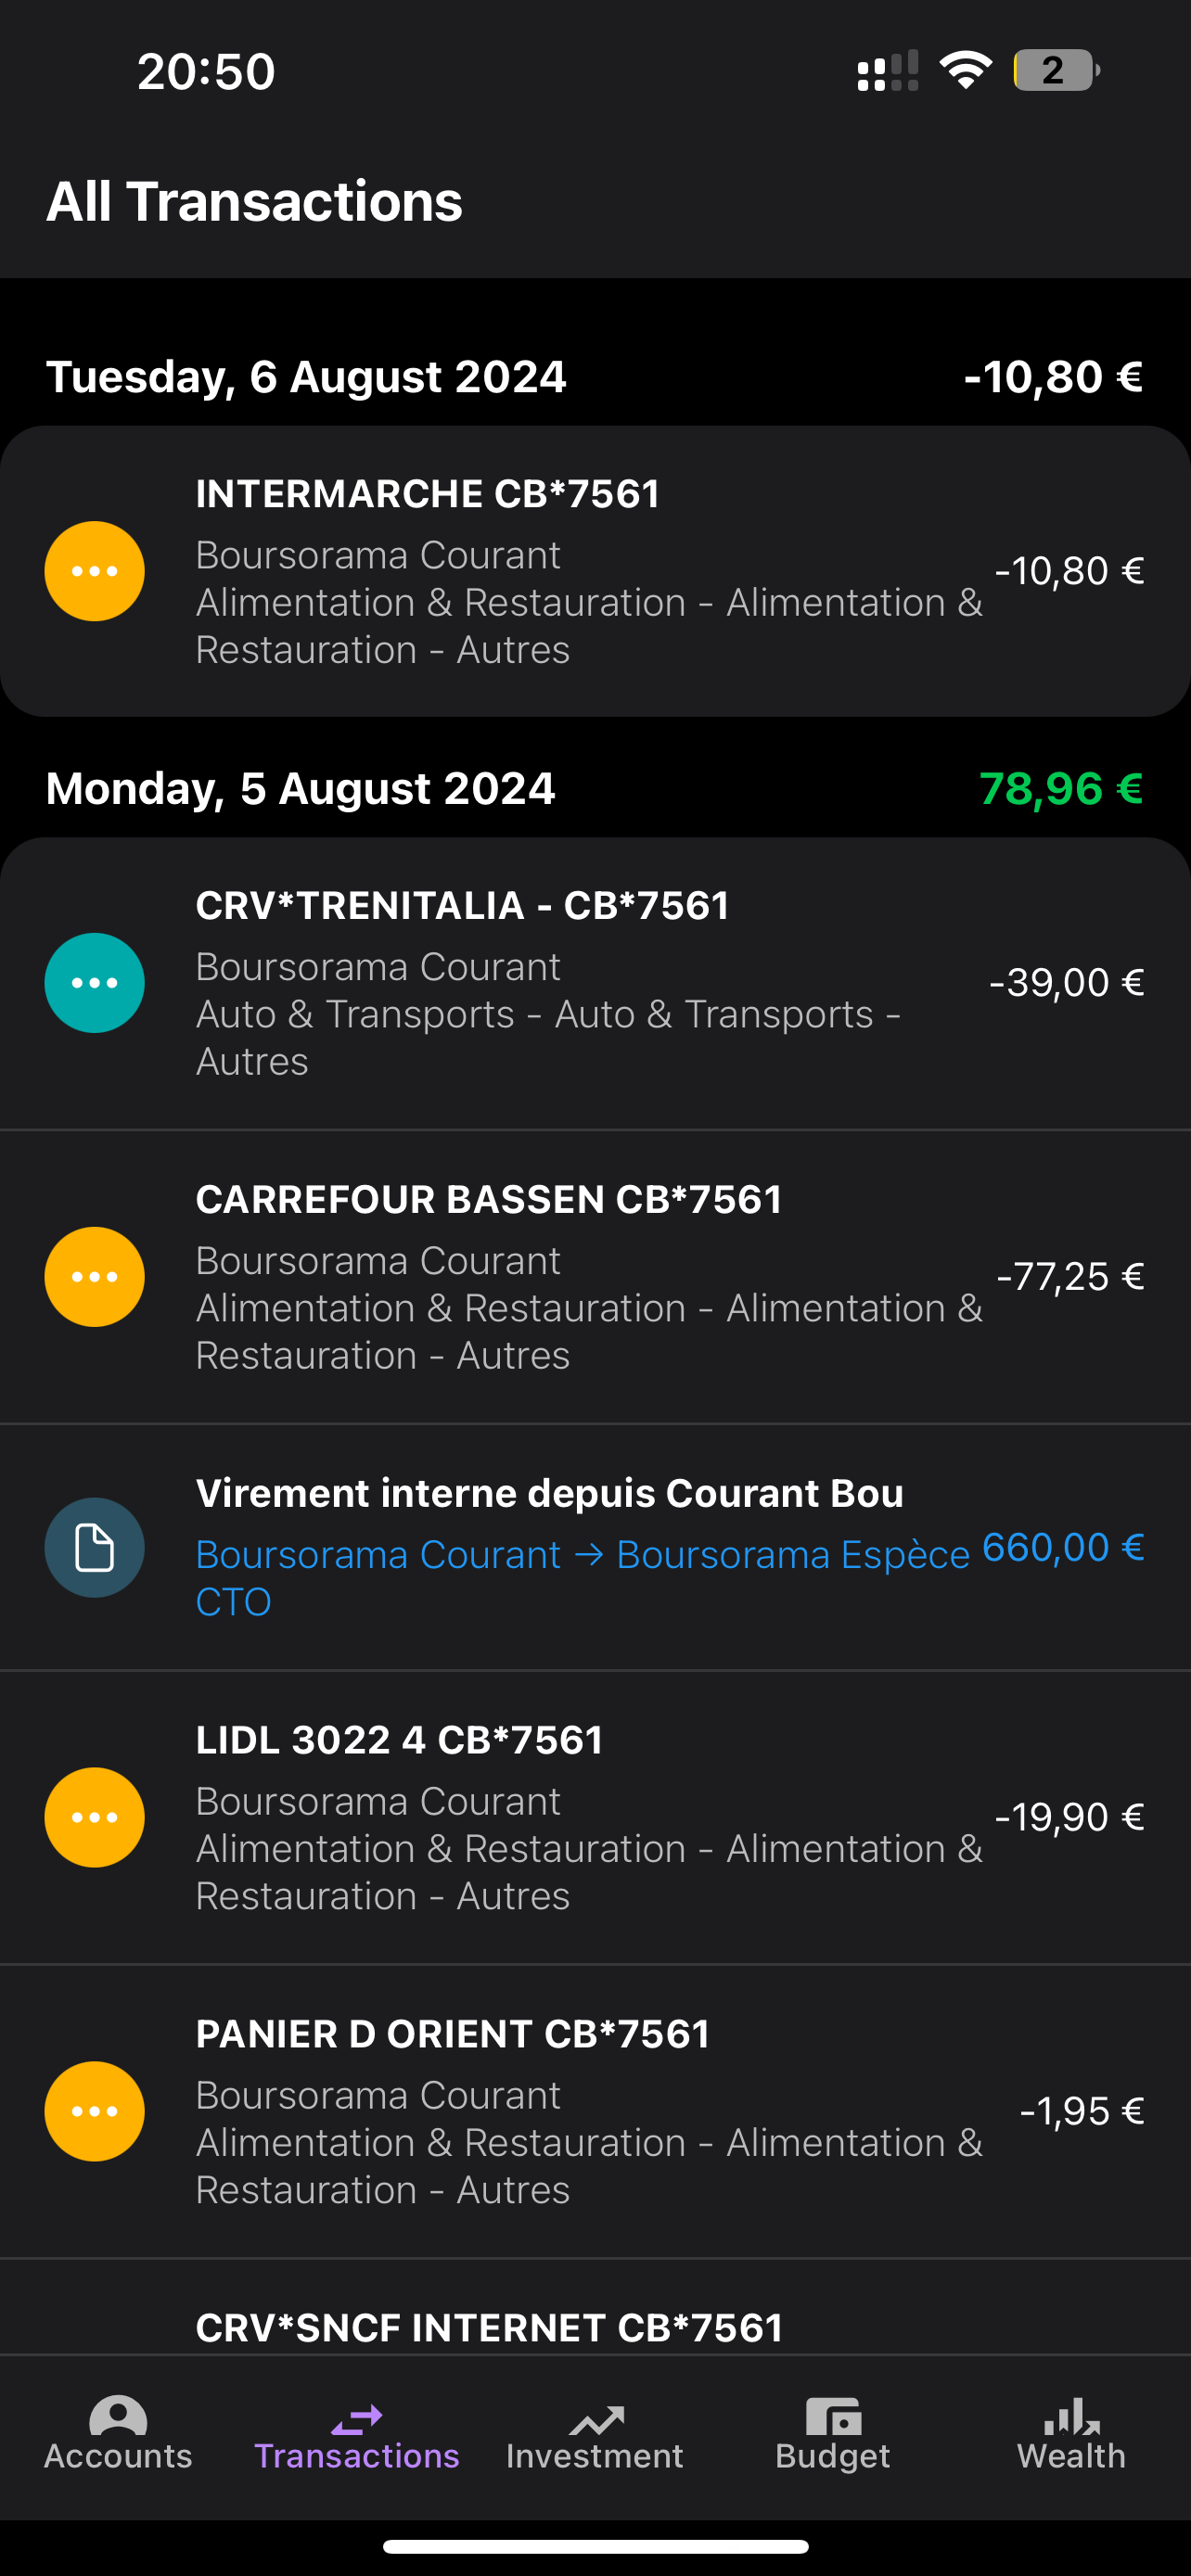 20:50
2
All Transactions
Tuesday, 6 August 2024 -10,80 €
INTERMARCHE CB*7561
Boursorama Courant
Alimentation & Restauration - Alimentation &
Restauration - Autres
-10,80 €
Monday, 5 August 2024 78,96 €
CRV*TRENITALIA - CB*7561
Boursorama Courant
Auto & Transports - Auto & Transports -
Autres
-39,00 €
CARREFOUR BASSEN CB*7561
Boursorama Courant
Alimentation & Restauration - Alimentation &
Restauration - Autres
-77,25 €
Virement interne depuis Courant Bou
Boursorama Courant → Boursorama Espèce
CTO
660,00 €
LIDL 3022 4 CB*7561
Boursorama Courant
Alimentation & Restauration - Alimentation &
Restauration - Autres
-19,90 €
PANIER D ORIENT CB*7561
Boursorama Courant
Alimentation & Restauration - Alimentation &
Restauration - Autres
-1,95 €
CRV*SNCF INTERNET CB*7561
Accounts Transactions Investment Budget Wealth